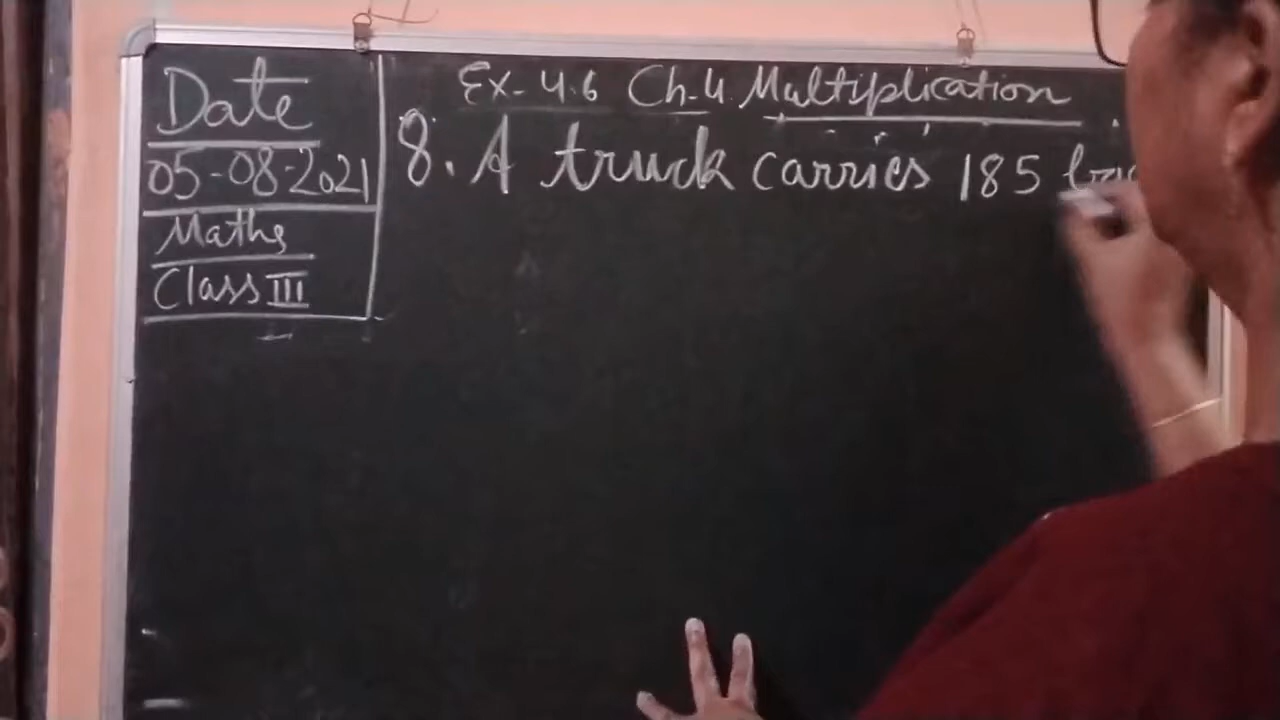 Date
05-08-2021
Maths
Class III
Ex-4.6 Ch-4 Multiplication
8. A truck carries 185